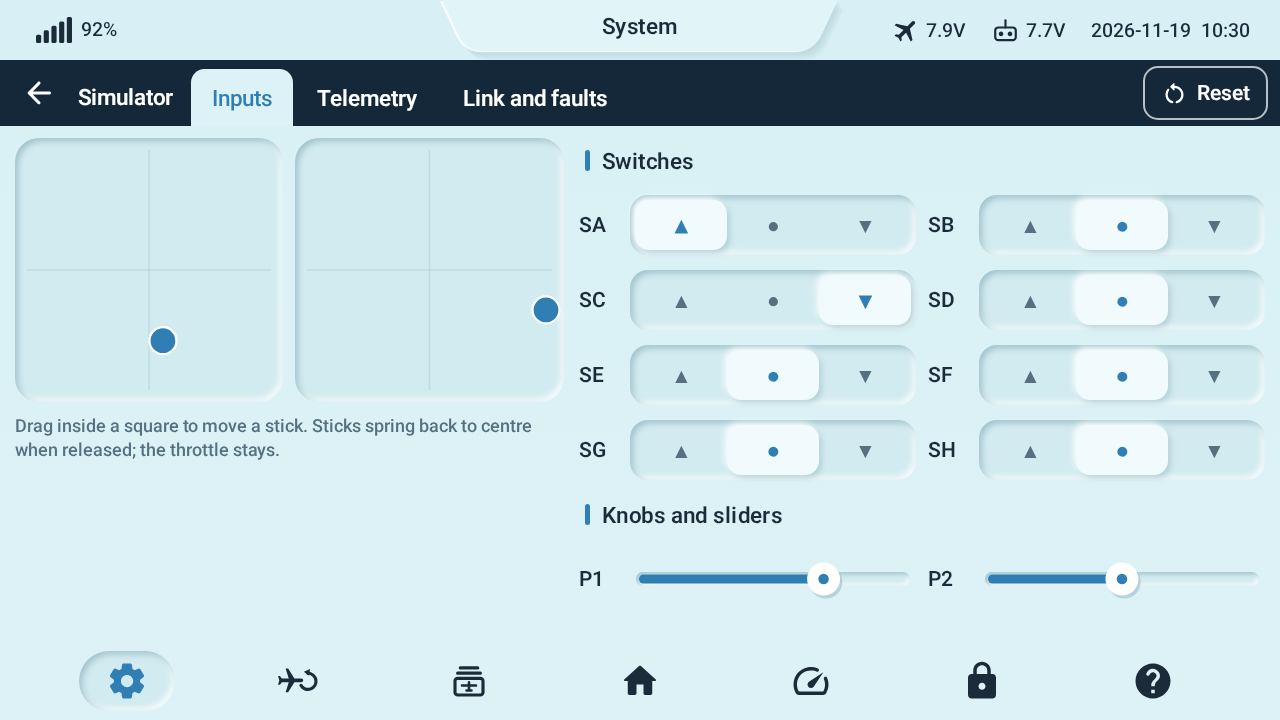 92%
System
7.9V
7.7V
2026-11-19 10:30
Simulator
Inputs
Telemetry
Link and faults
Reset
Drag inside a square to move a stick. Sticks spring back to centre
when released; the throttle stays.
Switches
SA
SB
SC
SD
SE
SF
SG
SH
Knobs and sliders
P1
P2